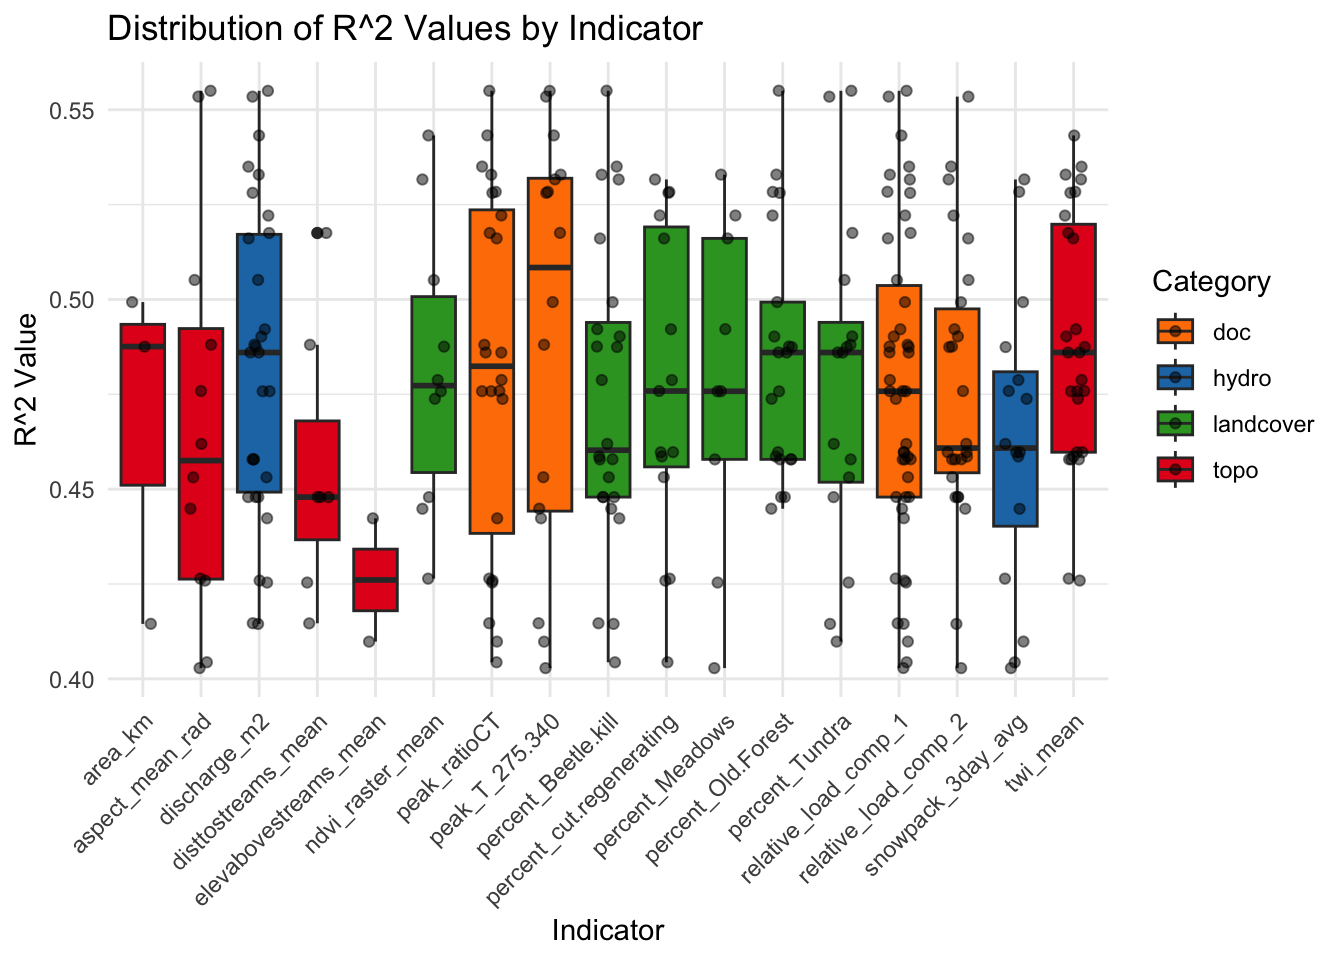 Distribution of R^2 Values by Indicator
0.55
0.50
0.45
0.40
R^2 Value
area_km
aspect_mean_rad
discharge_m2
disttostreams_mean
elevabovestreams_mean
ndvi_raster_mean
peak_ratioCT
peak_T_275.340
percent_Beetle.kill
percent_cut.regenerating
percent_Meadows
percent_Old.Forest
percent_Tundra
relative_load_comp_1
relative_load_comp_2
snowpack_3day_avg
twi_mean
Indicator
Category
doc
hydro
landcover
topo